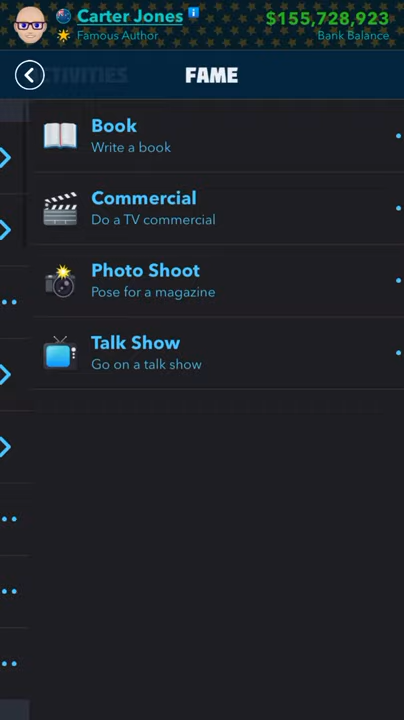 Carter Jones
$155,728,923
Famous Author
Bank Balance
FAME
Book
Write a book
Commercial
Do a TV commercial
Photo Shoot
Pose for a magazine
Talk Show
Go on a talk show